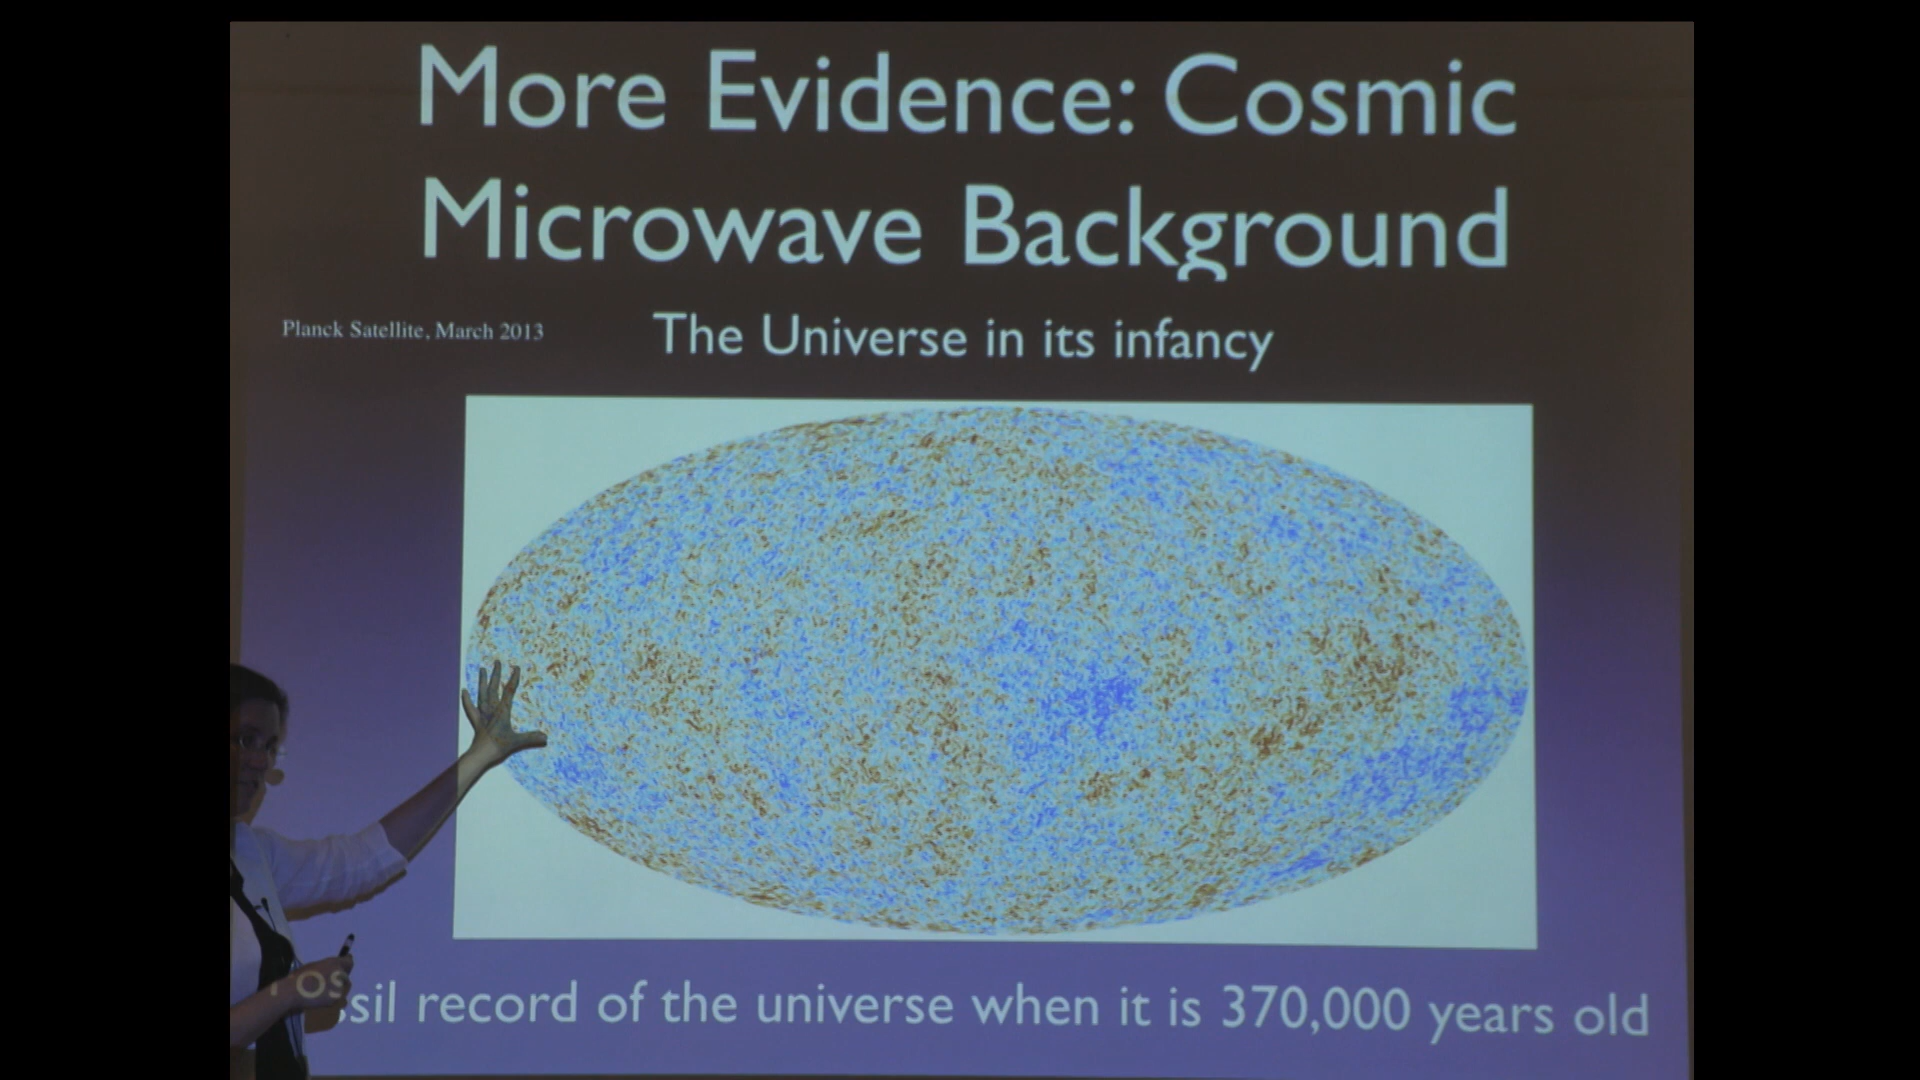 More Evidence: Cosmic
Microwave Background
Planck Satellite, March 2013
The Universe in its infancy
Fossil record of the universe when it is 370,000 years old